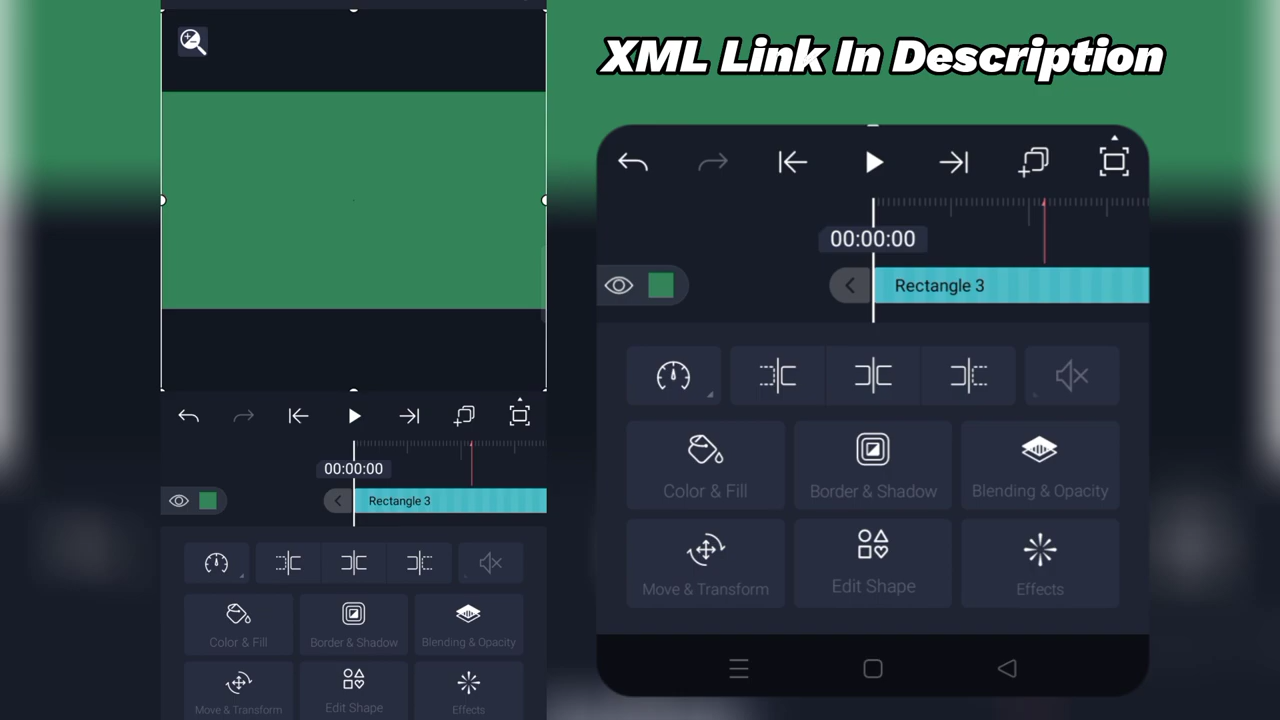 XML Link In Description
00:00:00
Rectangle 3
Color & Fill
Border & Shadow
Blending & Opacity
Move & Transform
Edit Shape
Effects
00:00:00
Rectangle 3
Color & Fill
Border & Shadow
Blending & Opacity
Move & Transform
Edit Shape
Effects